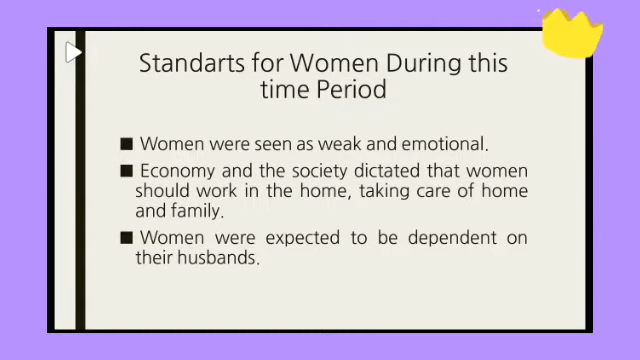 Standarts for Women During this
time Period
■ Women were seen as weak and emotional.
■ Economy and the society dictated that women
should work in the home, taking care of home
and family.
■ Women were expected to be dependent on
their husbands.